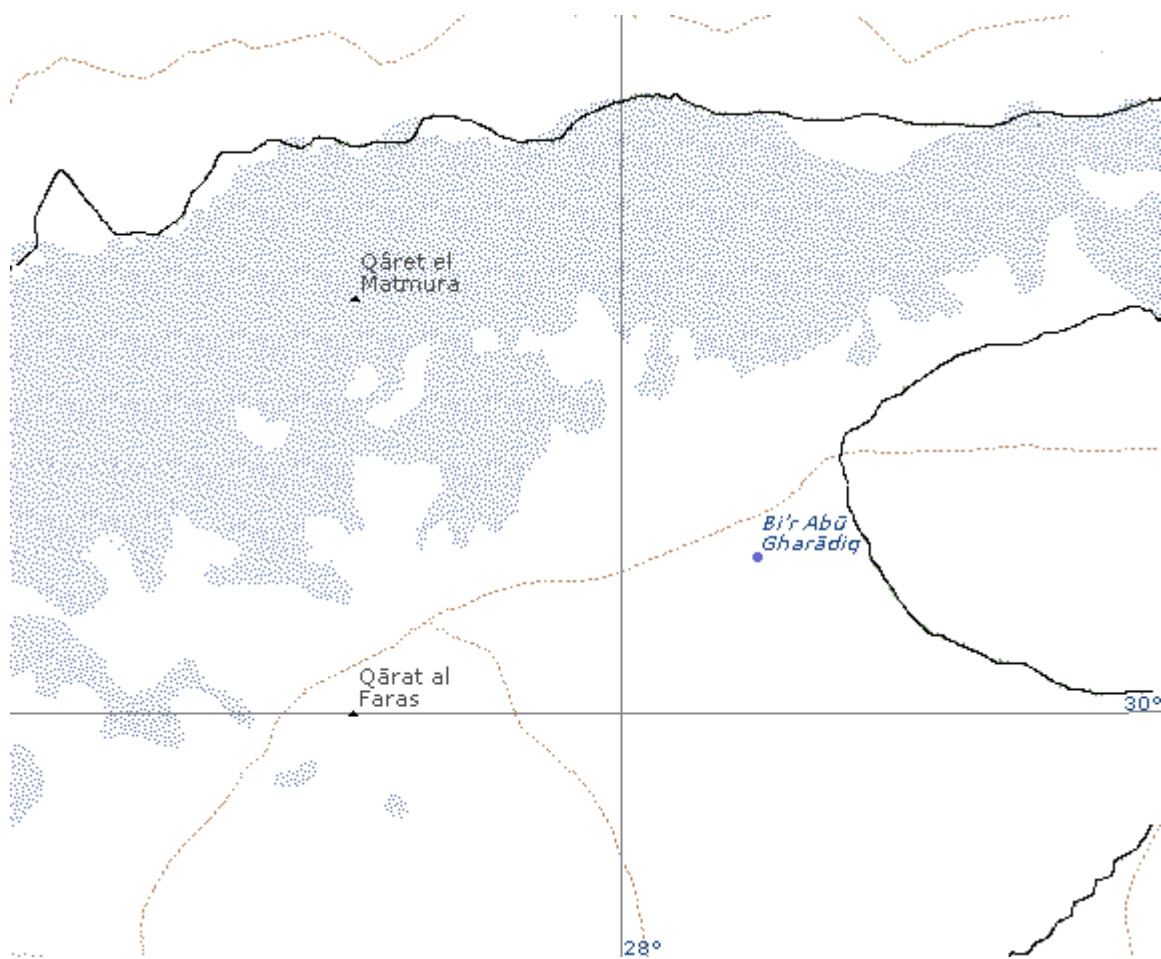 Qâret el
Matmura
Bi'r Abū
Gharādiq
Qārat al
Faras
30°
28°